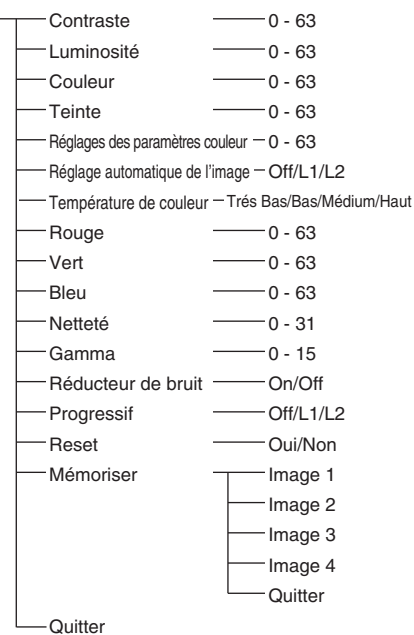 Contraste 0 - 63
Luminosité 0 - 63
Couleur 0 - 63
Teinte 0 - 63
Réglages des paramètres couleur 0 - 63
Réglage automatique de l'image Off/L1/L2
Température de couleur Trés Bas/Bas/Médium/Haut
Rouge 0 - 63
Vert 0 - 63
Bleu 0 - 63
Netteté 0 - 31
Gamma 0 - 15
Réducteur de bruit On/Off
Progressif Off/L1/L2
Reset Oui/Non
Mémoriser Image 1
Image 2
Image 3
Image 4
Quitter
Quitter